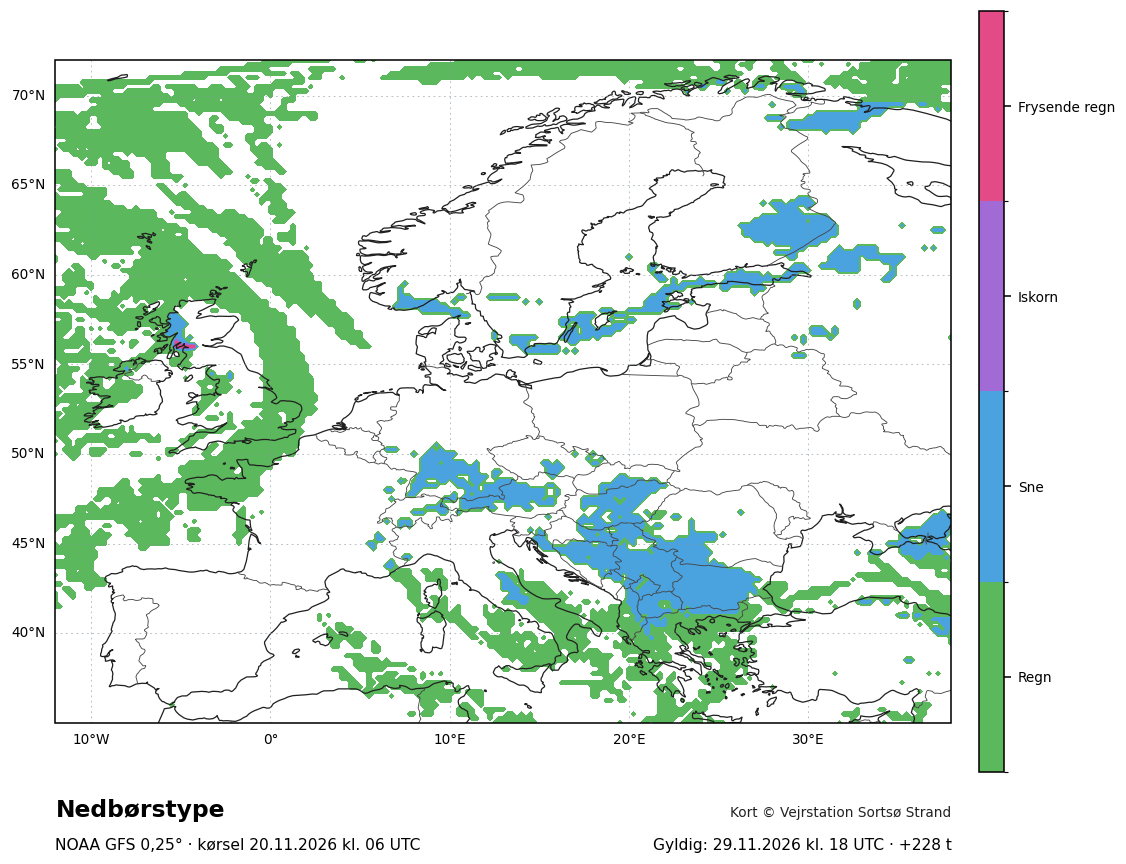 70°N
65°N
60°N
55°N
50°N
45°N
40°N
10°W
0°
10°E
20°E
30°E
Frysende regn
Iskorn
Sne
Regn
Nedbørstype
Kort © Vejrstation Sortsø Strand
NOAA GFS 0,25° · kørsel 20.11.2026 kl. 06 UTC
Gyldig: 29.11.2026 kl. 18 UTC · +228 t